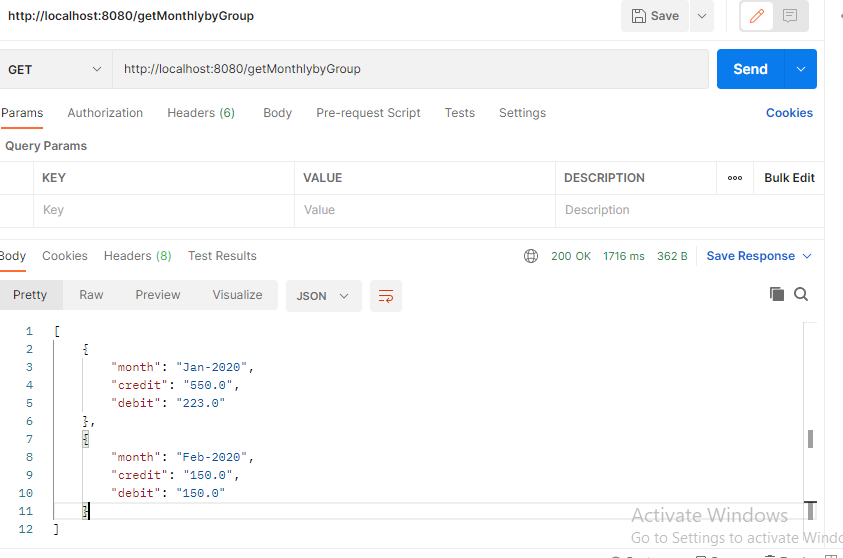 http://localhost:8080/getMonthlybyGroup Save
GET http://localhost:8080/getMonthlybyGroup Send
Params Authorization Headers (6) Body Pre-request Script Tests Settings Cookies
Query Params
KEY VALUE DESCRIPTION ooo Bulk Edit
Key Value Description
Body Cookies Headers (8) Test Results 200 OK 1716 ms 362 B Save Response
Pretty Raw Preview Visualize JSON
1 [
2 {
3 "month": "Jan-2020",
4 "credit": "550.0",
5 "debit": "223.0"
6 },
7 {
8 "month": "Feb-2020",
9 "credit": "150.0",
10 "debit": "150.0"
11 }
12 ]
Activate Windows
Go to Settings to activate Windo